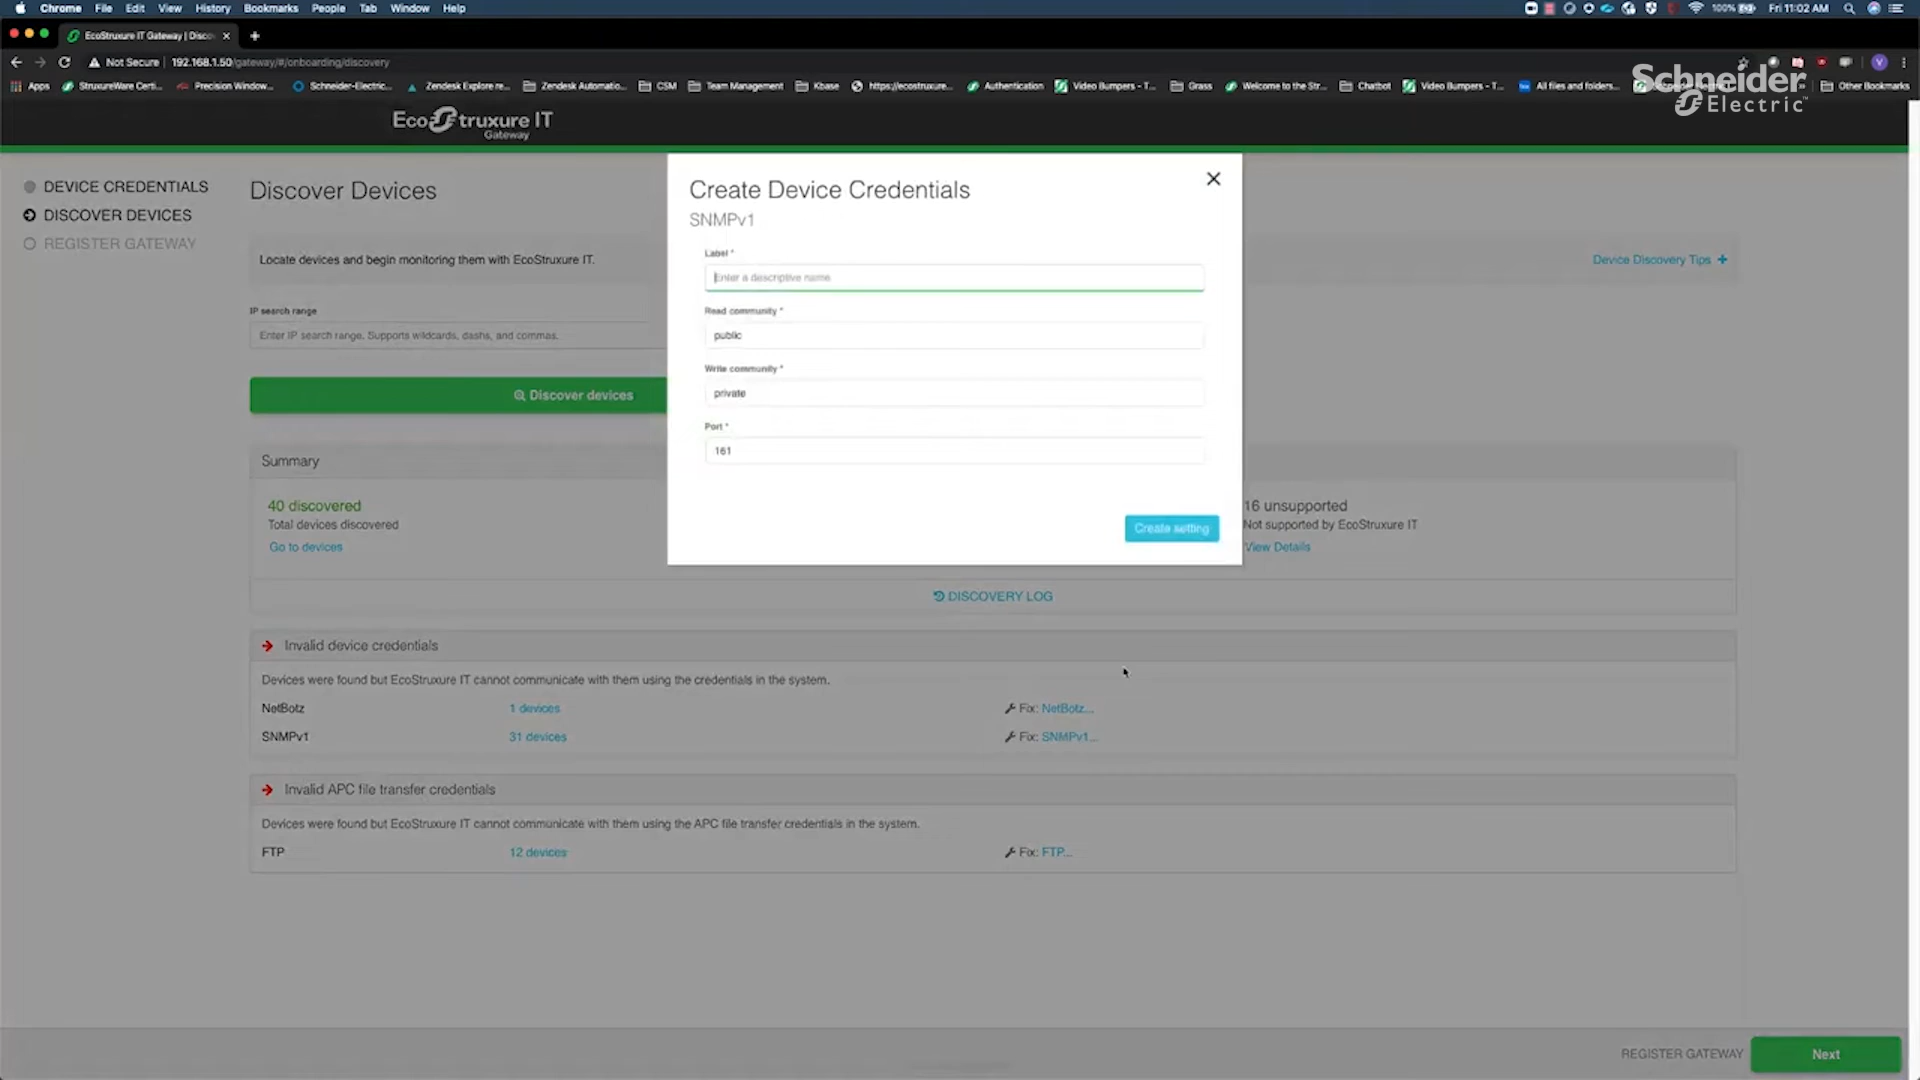 Chrome File Edit View History Bookmarks People Tab Window Help
100% Fri 11:02 AM
EcoStruxure IT Gateway | Disco
Not Secure 192.168.1.50/gateway/#/onboarding/discovery
Apps StruxureWare Certi... Precision Window... Schneider-Electric... Zendesk Explore re... Zendesk Automatio... CSM Team Management Kbase https://ecostruxure... Authentication Video Bumpers - T... Grass Welcome to the Str... Chatbot Video Bumpers - T... All files and folders... Other Bookmarks
Schneider
Electric
EcoStruxure IT
Gateway
DEVICE CREDENTIALS
DISCOVER DEVICES
REGISTER GATEWAY
Discover Devices
Locate devices and begin monitoring them with EcoStruxure IT.
Device Discovery Tips +
IP search range
Enter IP search range. Supports wildcards, dashs, and commas.
Discover devices
Create Device Credentials
SNMPv1
Label *
Enter a descriptive name
Read community *
public
Write community *
private
Port *
161
Create setting
Summary
40 discovered
Total devices discovered
Go to devices
16 unsupported
Not supported by EcoStruxure IT
View Details
DISCOVERY LOG
Invalid device credentials
Devices were found but EcoStruxure IT cannot communicate with them using the credentials in the system.
NetBotz 1 devices Fix: NetBotz...
SNMPv1 31 devices Fix: SNMPv1...
Invalid APC file transfer credentials
Devices were found but EcoStruxure IT cannot communicate with them using the APC file transfer credentials in the system.
FTP 12 devices Fix: FTP...
REGISTER GATEWAY Next